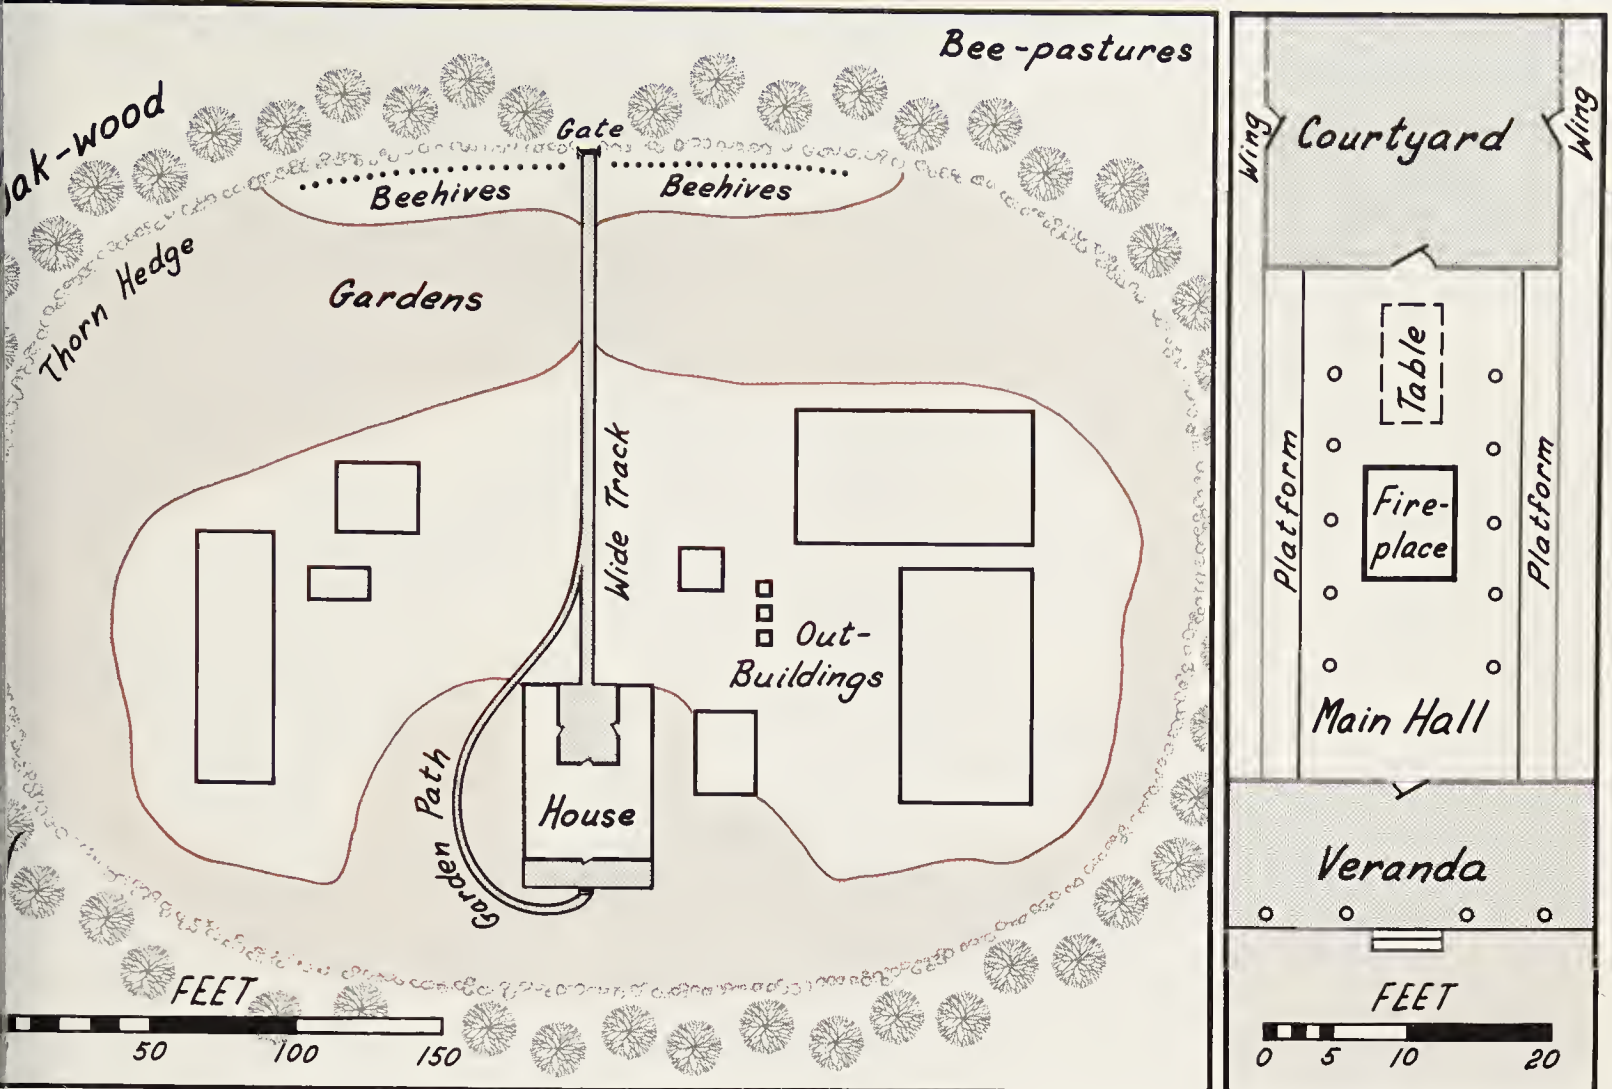 Bee-pastures
oak-wood
Gate
Beehives
Beehives
Thorn Hedge
Gardens
Wide Track
Out-
Buildings
House
Garden Path
FEET
50 100 150
Wing
Courtyard
Wing
Table
Platform
Fire-
place
Platform
Main Hall
Veranda
FEET
0 5 10 20